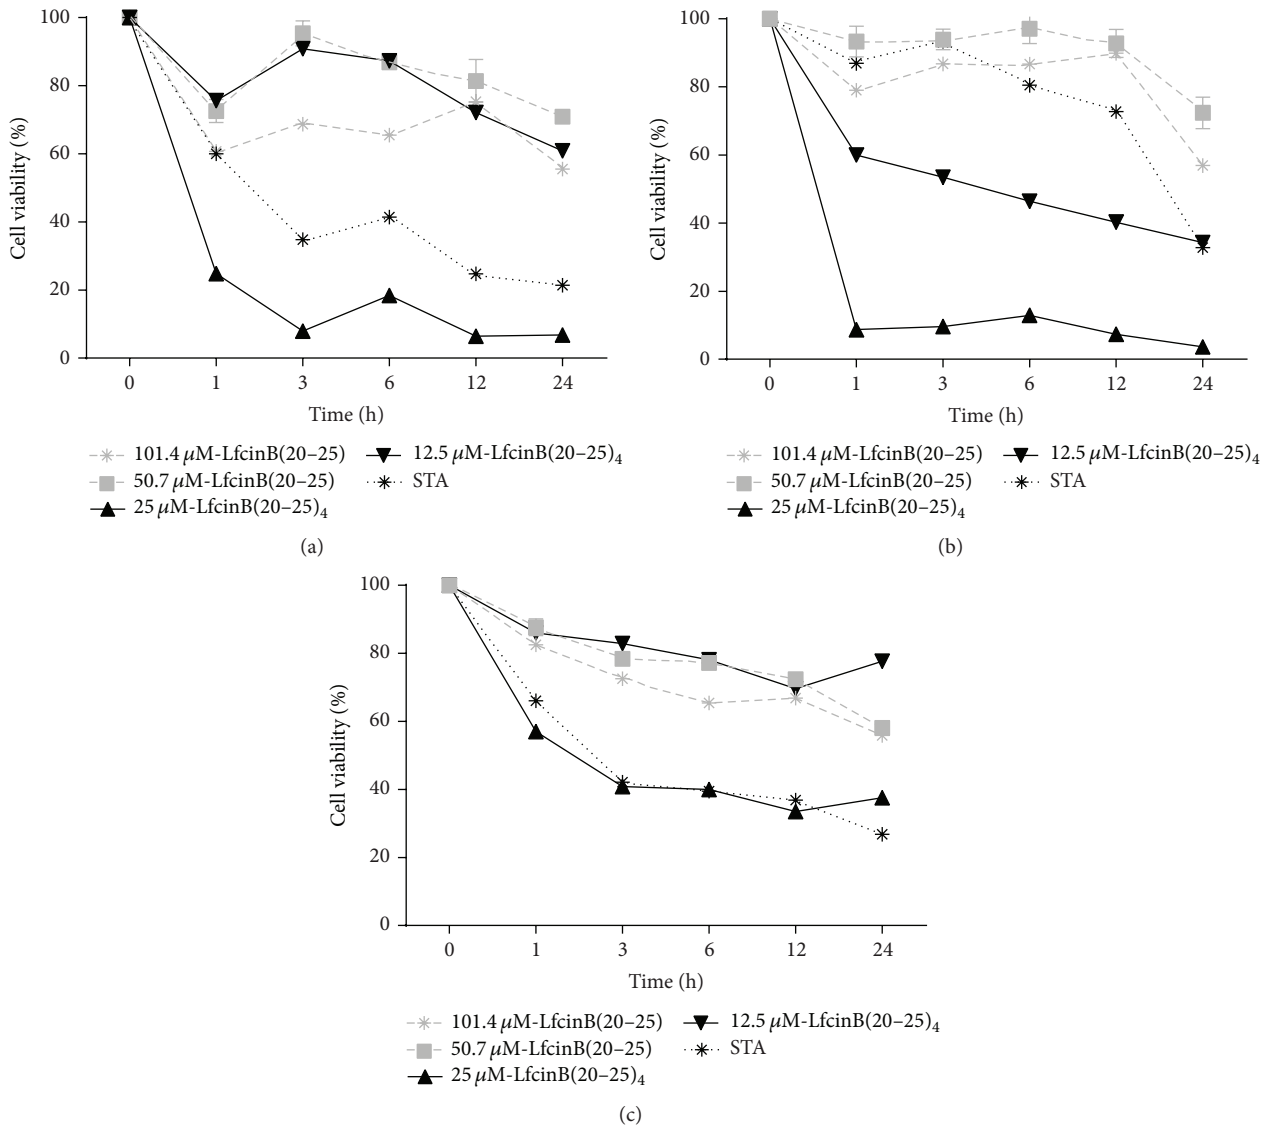 100
80
60
40
20
0
Cell viability (%)
0 1 3 6 12 24
Time (h)
101.4 μM-LfcinB(20–25)
50.7 μM-LfcinB(20–25)
25 μM-LfcinB(20–25)₄
12.5 μM-LfcinB(20–25)₄
STA
(a)
100
80
60
40
20
0
Cell viability (%)
0 1 3 6 12 24
Time (h)
101.4 μM-LfcinB(20–25)
50.7 μM-LfcinB(20–25)
25 μM-LfcinB(20–25)₄
12.5 μM-LfcinB(20–25)₄
STA
(b)
100
80
60
40
20
0
Cell viability (%)
0 1 3 6 12 24
Time (h)
101.4 μM-LfcinB(20–25)
50.7 μM-LfcinB(20–25)
25 μM-LfcinB(20–25)₄
12.5 μM-LfcinB(20–25)₄
STA
(c)